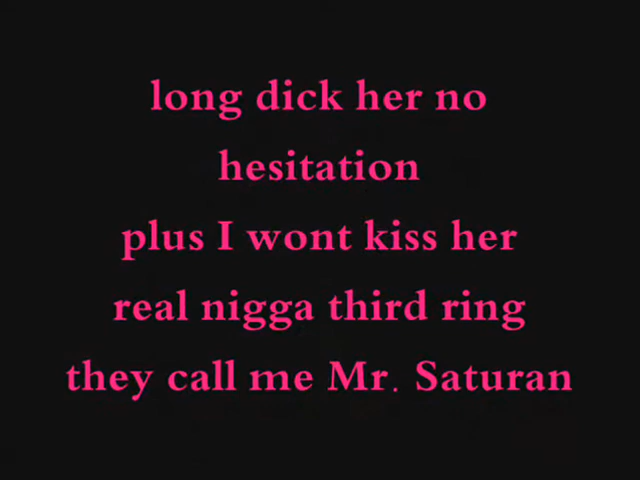 long dick her no
hesitation
plus I wont kiss her
real nigga third ring
they call me Mr. Saturan